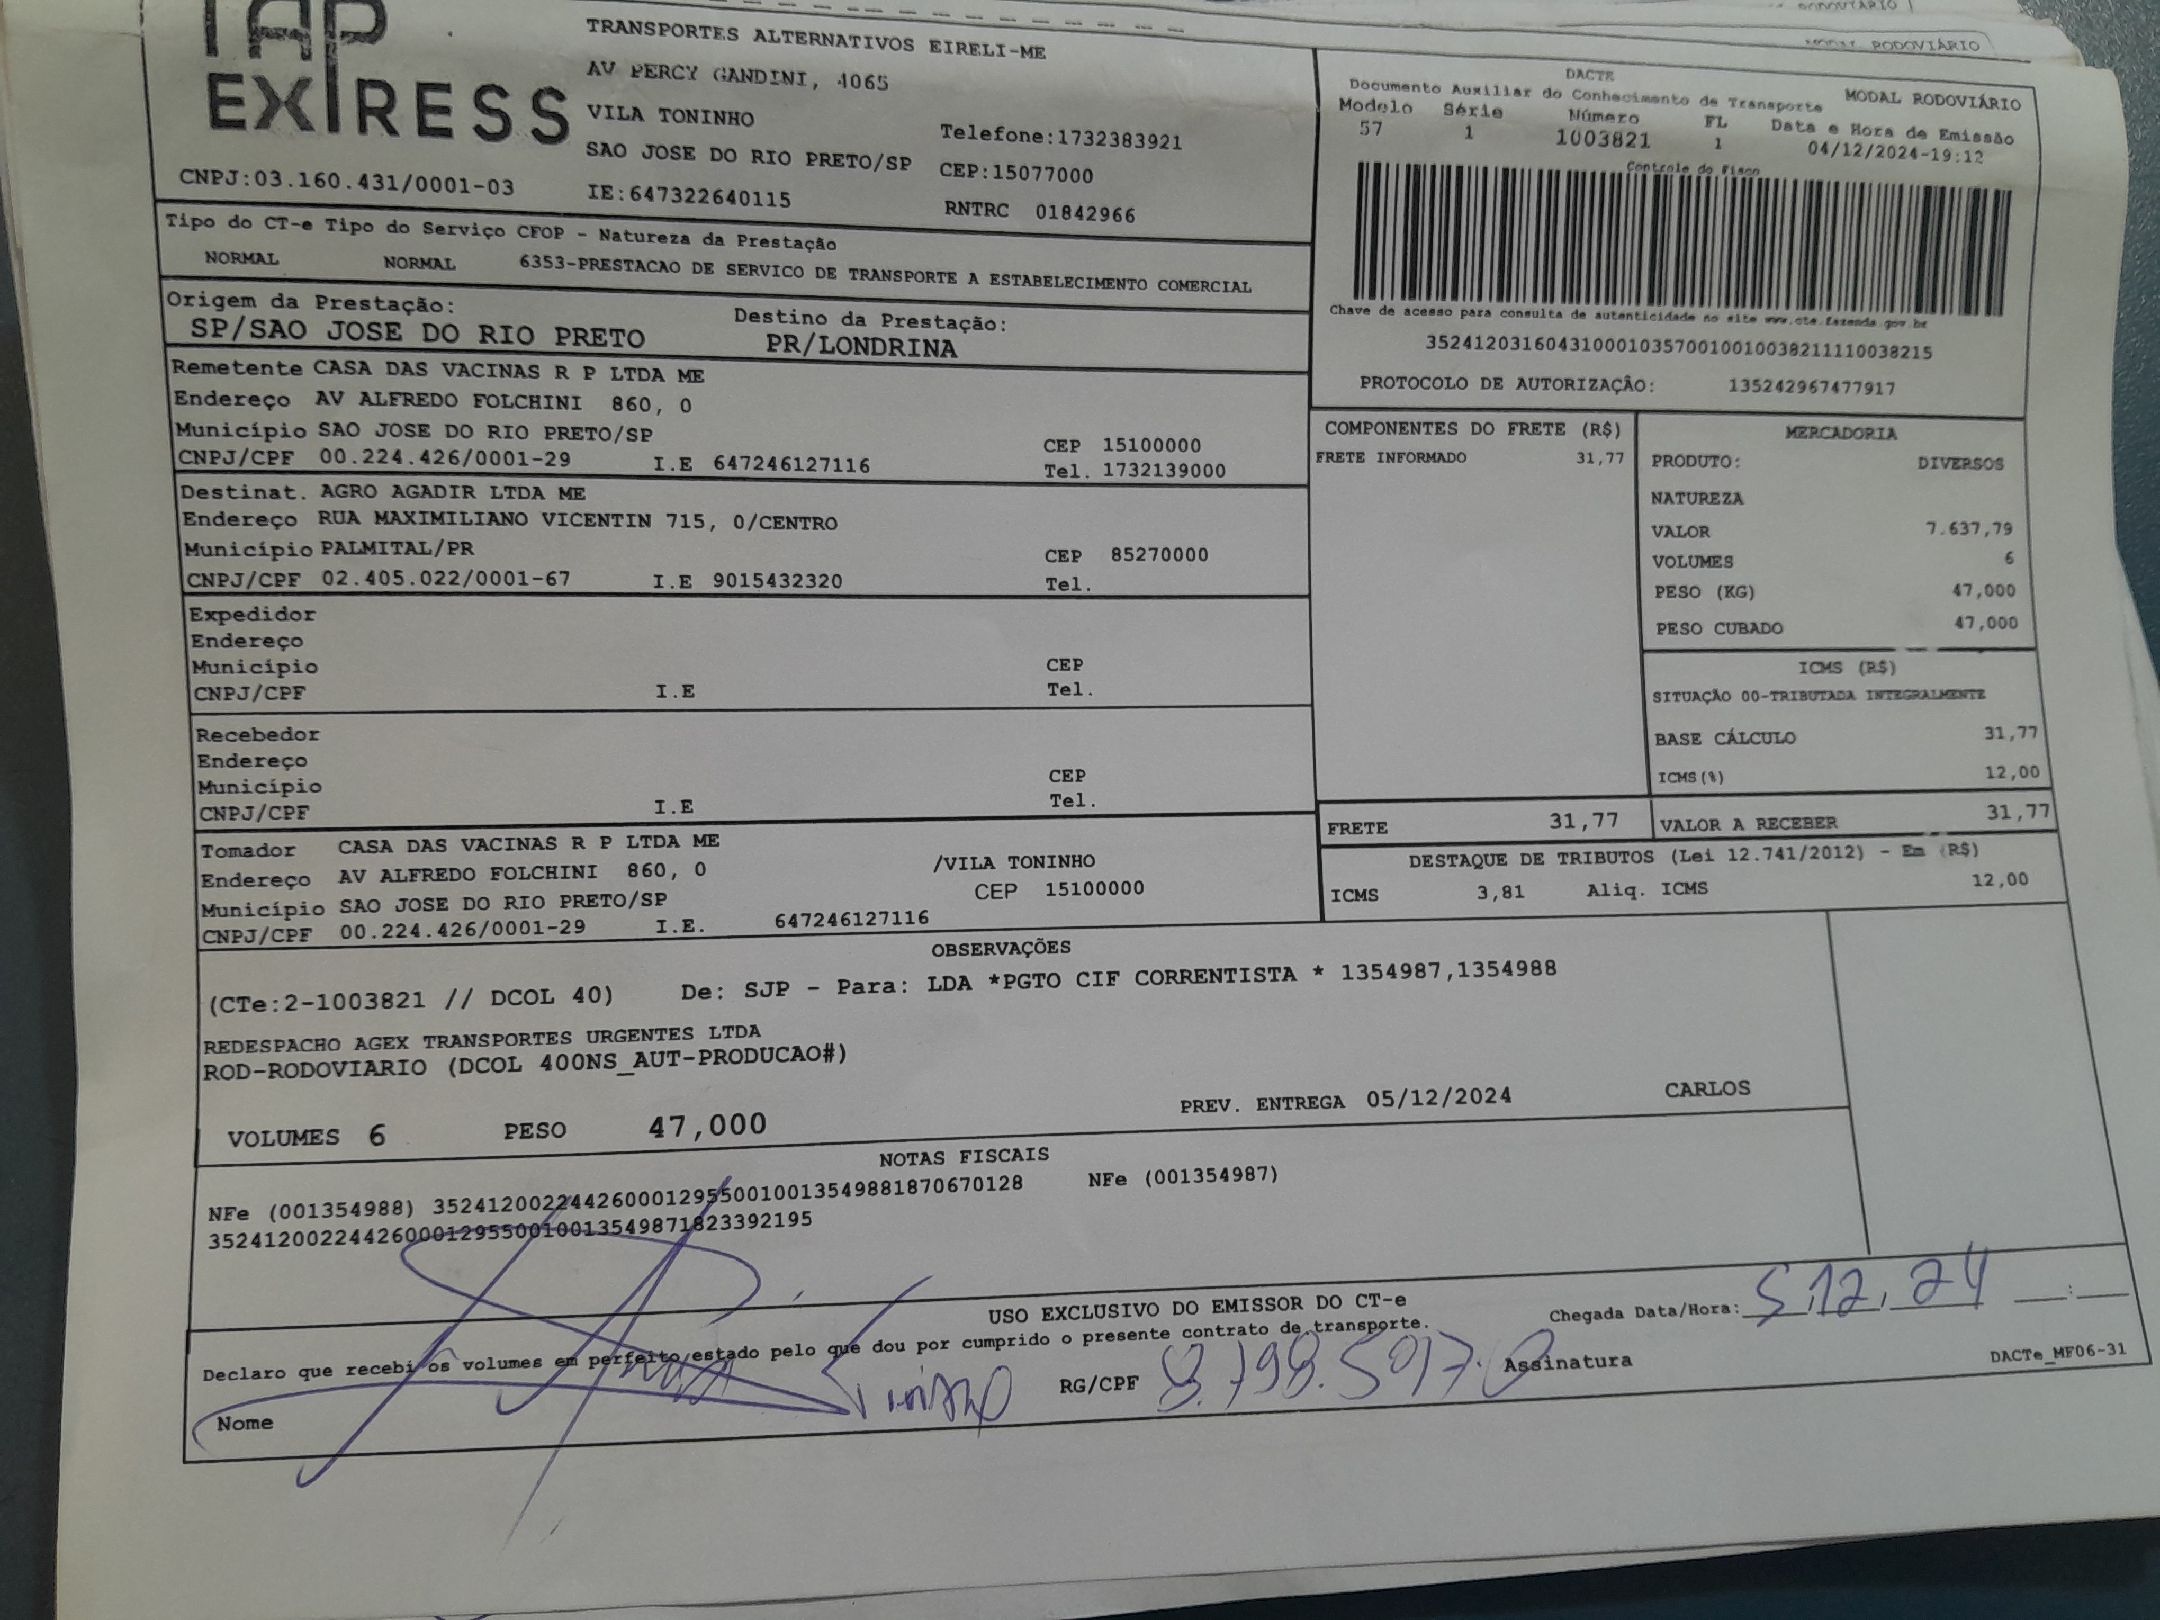 TAP
EXPRESS
CNPJ:03.160.431/0001-03
TRANSPORTES ALTERNATIVOS EIRELI-ME
AV PERCY GANDINI, 4065
VILA TONINHO
SAO JOSE DO RIO PRETO/SP
IE:647322640115
Telefone:1732383921
CEP:15077000
RNTRC 01842966
RODOVIÁRIO
MODAL RODOVIÁRIO
DACTE
Documento Auxiliar do Conhecimento de Transporte MODAL RODOVIÁRIO
Modelo Série Número FL Data e Hora de Emissão
57 1 1003821 1 04/12/2024-19:12
Controle do Fisco
Chave de acesso para consulta de autenticidade no site www.cte.fazenda.gov.br
35241203160431000103570010010038211110038215
PROTOCOLO DE AUTORIZAÇÃO: 135242967477917
Tipo do CT-e Tipo do Serviço CFOP - Natureza da Prestação
NORMAL NORMAL 6353-PRESTACAO DE SERVICO DE TRANSPORTE A ESTABELECIMENTO COMERCIAL
Origem da Prestação: Destino da Prestação:
SP/SAO JOSE DO RIO PRETO PR/LONDRINA
Remetente CASA DAS VACINAS R P LTDA ME
Endereço AV ALFREDO FOLCHINI 860, 0
Município SAO JOSE DO RIO PRETO/SP CEP 15100000
CNPJ/CPF 00.224.426/0001-29 I.E 647246127116 Tel. 1732139000
Destinat. AGRO AGADIR LTDA ME
Endereço RUA MAXIMILIANO VICENTIN 715, 0/CENTRO
Município PALMITAL/PR CEP 85270000
CNPJ/CPF 02.405.022/0001-67 I.E 9015432320 Tel.
Expedidor
Endereço
Município CEP
CNPJ/CPF I.E Tel.
Recebedor
Endereço
Município CEP
CNPJ/CPF I.E Tel.
Tomador CASA DAS VACINAS R P LTDA ME
Endereço AV ALFREDO FOLCHINI 860, 0 /VILA TONINHO
Município SAO JOSE DO RIO PRETO/SP CEP 15100000
CNPJ/CPF 00.224.426/0001-29 I.E. 647246127116
COMPONENTES DO FRETE (R$)
FRETE INFORMADO 31,77
MERCADORIA
PRODUTO: DIVERSOS
NATUREZA
VALOR 7.637,79
VOLUMES 6
PESO (KG) 47,000
PESO CUBADO 47,000
ICMS (R$)
SITUAÇÃO 00-TRIBUTADA INTEGRALMENTE
BASE CÁLCULO 31,77
ICMS(%) 12,00
FRETE 31,77 VALOR A RECEBER 31,77
DESTAQUE DE TRIBUTOS (Lei 12.741/2012) - Em (R$)
ICMS 3,81 Aliq. ICMS 12,00
OBSERVAÇÕES
(CTe:2-1003821 // DCOL 40) De: SJP - Para: LDA *PGTO CIF CORRENTISTA * 1354987,1354988
REDESPACHO AGEX TRANSPORTES URGENTES LTDA
ROD-RODOVIARIO (DCOL 400NS_AUT-PRODUCAO#)
VOLUMES 6 PESO 47,000 PREV. ENTREGA 05/12/2024 CARLOS
NOTAS FISCAIS
NFe (001354988) 35241200224426000129550010013549881870670128 NFe (001354987)
35241200224426000129550010013549871823392195
USO EXCLUSIVO DO EMISSOR DO CT-e
Chegada Data/Hora: 5,12,24 :
Declaro que recebi os volumes em perfeito estado pelo que dou por cumprido o presente contrato de transporte.
Nome RG/CPF Assinatura
DACTe_MF06-31